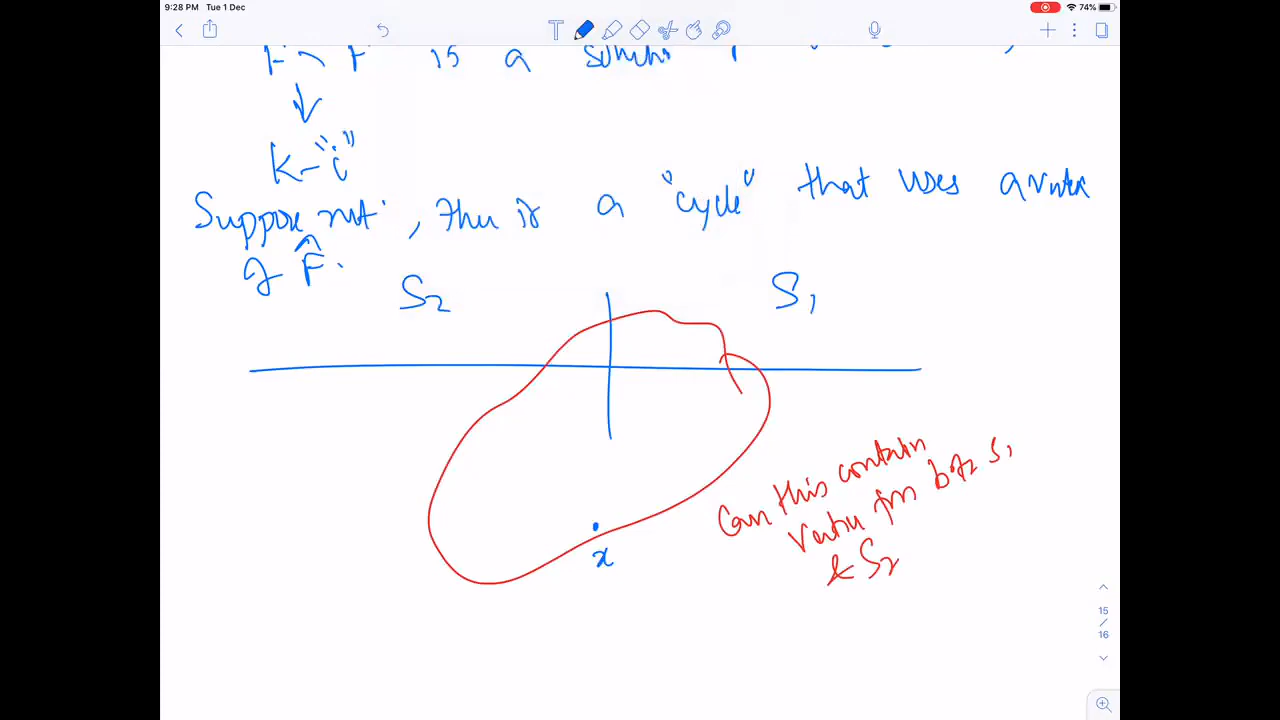 9:28 PM Tue 1 Dec
74%
is a
K-"i"
Suppose not, there is a "cycle" that uses a vertex
of F̂.
S2 S1
Can this contain
vertex from both S1
& S2
x
15
/
16